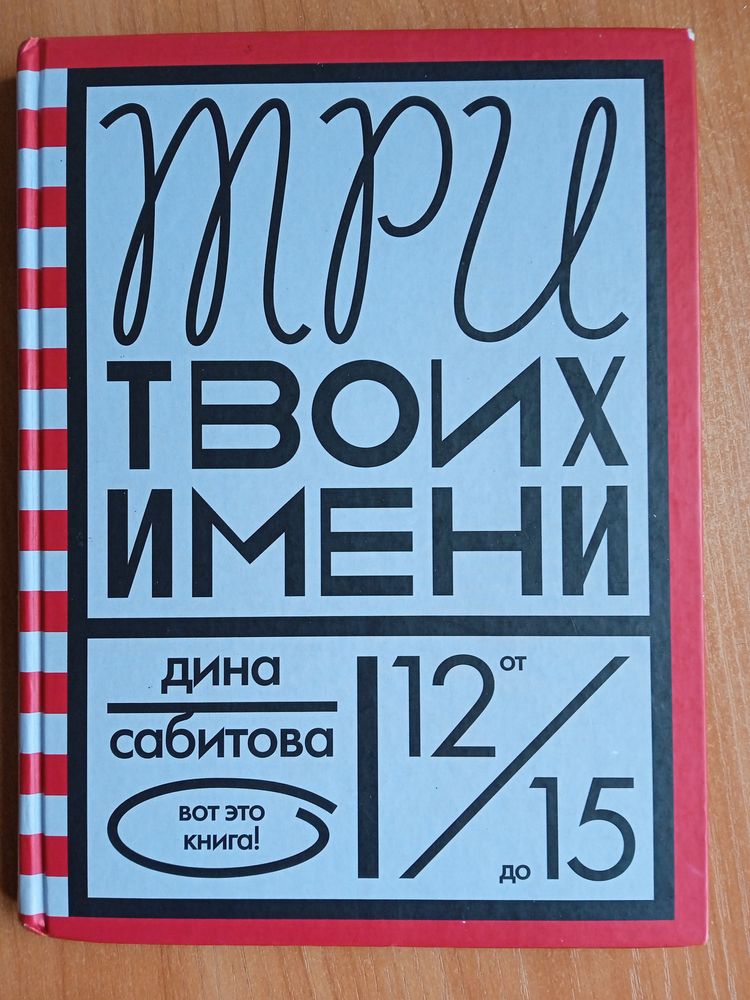 три
ТВОИХ
ИМЕНИ
дина
сабитова
вот это
книга!
от 12
до 15